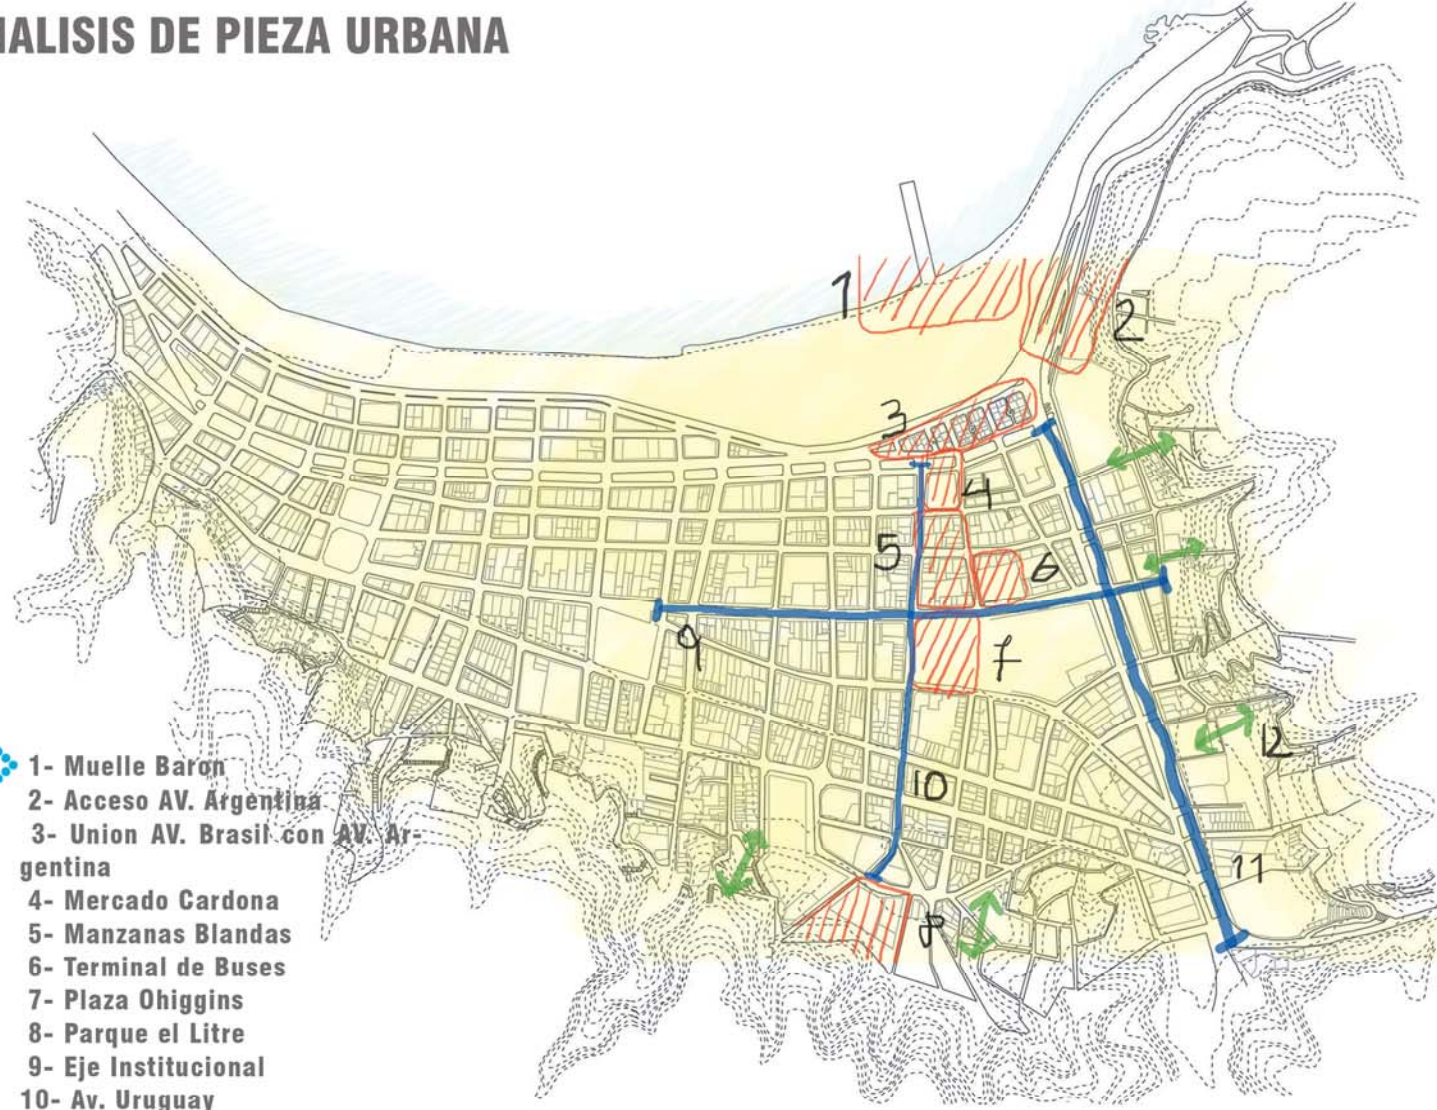 NALISIS DE PIEZA URBANA
1
2
3
4
5
6
9
7
12
10
11
8
1- Muelle Baron
2- Acceso AV. Argentina
3- Union AV. Brasil con AV. Ar-
gentina
4- Mercado Cardona
5- Manzanas Blandas
6- Terminal de Buses
7- Plaza Ohiggins
8- Parque el Litre
9- Eje Institucional
10- Av. Uruguay